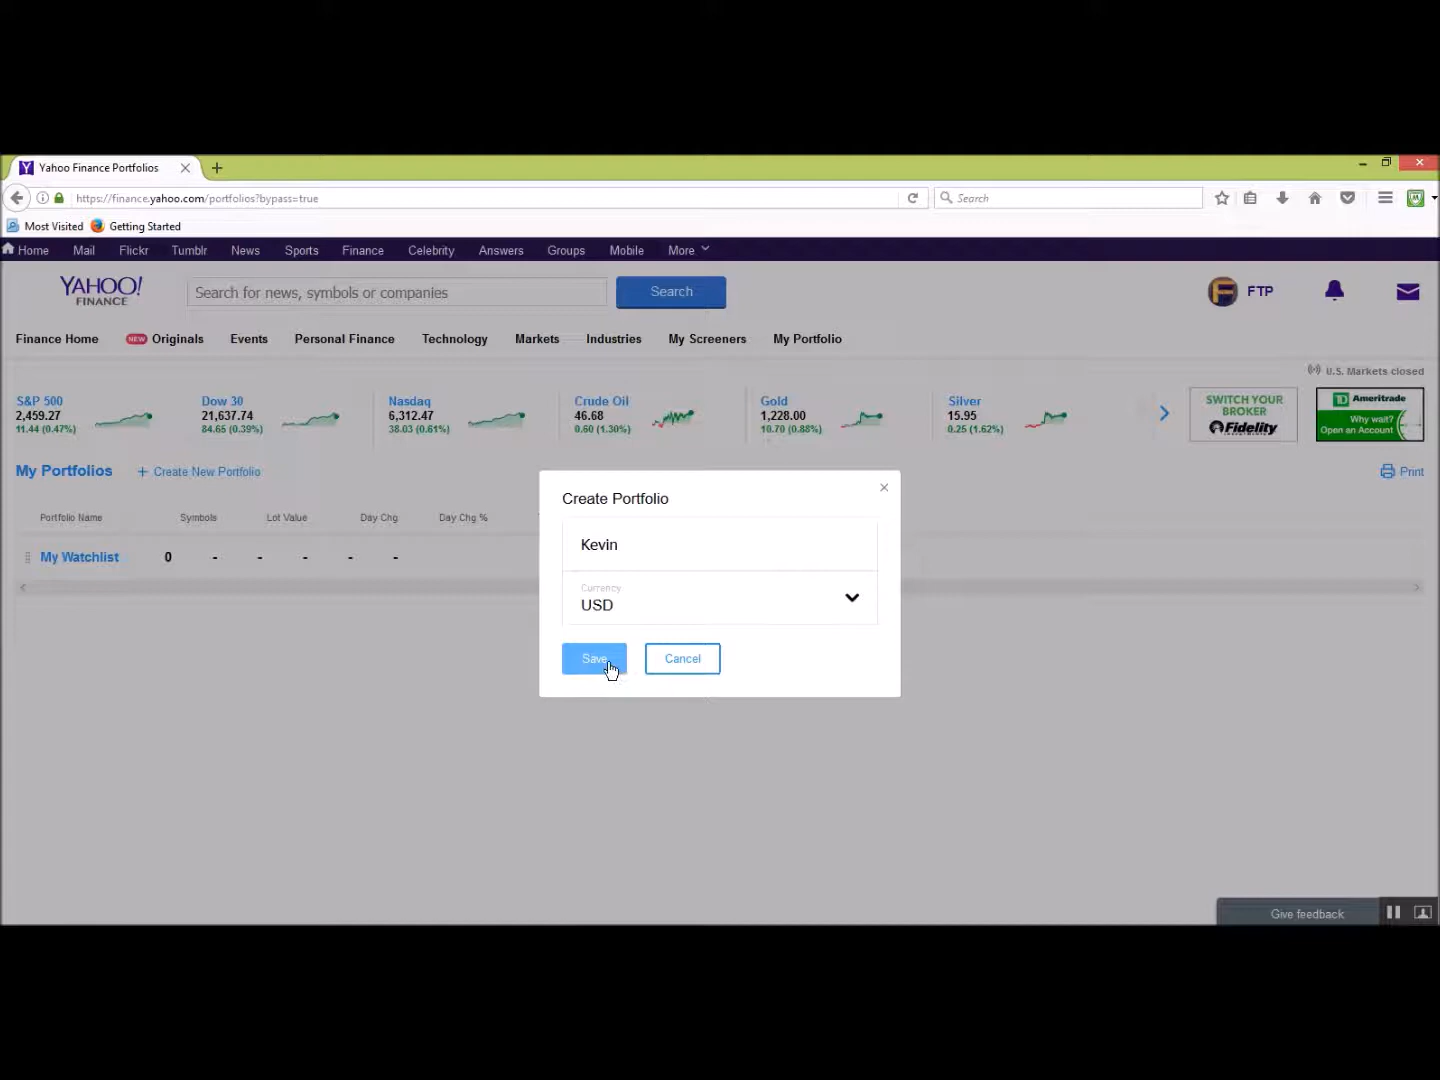 Yahoo Finance Portfolios
https://finance.yahoo.com/portfolios?bypass=true
Search
Most Visited Getting Started
Home Mail Flickr Tumblr News Sports Finance Celebrity Answers Groups Mobile More
YAHOO!
FINANCE
Search for news, symbols or companies
Search
FTP
Finance Home NEW Originals Events Personal Finance Technology Markets Industries My Screeners My Portfolio
U.S. Markets closed
S&P 500
2,459.27
11.44 (0.47%)
Dow 30
21,637.74
84.65 (0.39%)
Nasdaq
6,312.47
38.03 (0.61%)
Crude Oil
46.68
0.60 (1.30%)
Gold
1,228.00
10.70 (0.88%)
Silver
15.95
0.25 (1.62%)
SWITCH YOUR
BROKER
Fidelity
TD Ameritrade
Why wait?
Open an Account
My Portfolios + Create New Portfolio
Print
Portfolio Name Symbols Lot Value Day Chg Day Chg %
My Watchlist 0 - - - - -
Create Portfolio
Kevin
Currency
USD
Save Cancel
Give feedback